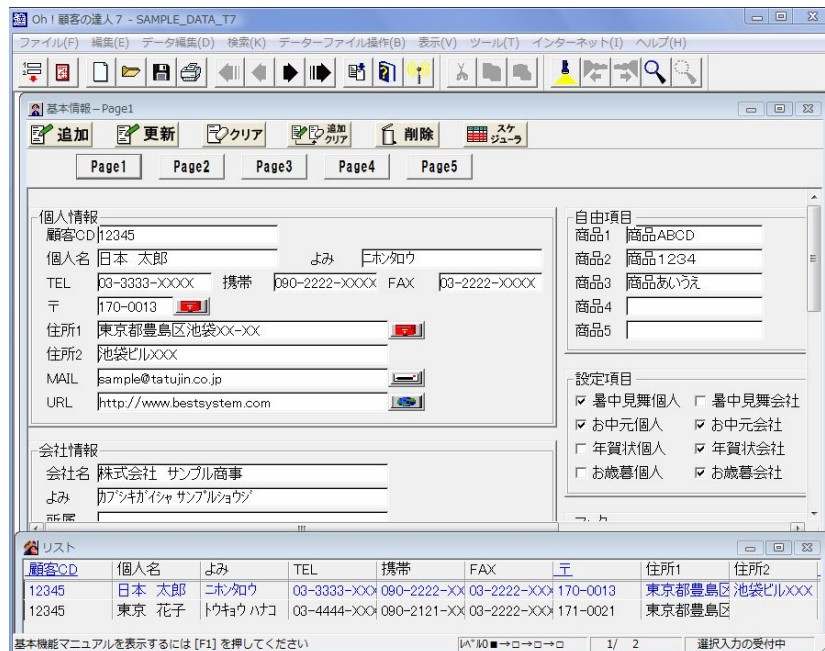 Oh!顧客の達人7 - SAMPLE_DATA_T7
ファイル(F) 編集(E) データ編集(D) 検索(K) データーファイル操作(B) 表示(V) ツール(T) インターネット(I) ヘルプ(H)
基本情報－Page1
追加 更新 クリア 追加クリア 削除 スケジューラ
Page1 Page2 Page3 Page4 Page5
個人情報
顧客CD 12345
個人名 日本 太郎 よみ ニホンタロウ
TEL 03-3333-XXXX 携帯 090-2222-XXXX FAX 03-2222-XXXX
〒 170-0013
住所1 東京都豊島区池袋XX-XX
住所2 池袋ビルXXX
MAIL sample@tatujin.co.jp
URL http://www.bestsystem.com
会社情報
会社名 株式会社 サンプル商事
よみ カブシキガイシャ サンプルショウジ
所属
自由項目
商品1 商品ABCD
商品2 商品1234
商品3 商品あいうえ
商品4
商品5
設定項目
暑中見舞個人 暑中見舞会社
お中元個人 お中元会社
年賀状個人 年賀状会社
お歳暮個人 お歳暮会社
リスト
顧客CD 個人名 よみ TEL 携帯 FAX 〒 住所1 住所2
12345 日本 太郎 ニホンタロウ 03-3333-XXX 090-2222-XX 03-2222-XXX 170-0013 東京都豊島区 池袋ビルXXX
12345 東京 花子 トウキョウ ハナコ 03-4444-XXX 090-2121-XX 03-2222-XXX 171-0021 東京都豊島区
基本機能マニュアルを表示するには [F1] を押してください レベル0■→□→□→□ 1/ 2 選択入力の受付中